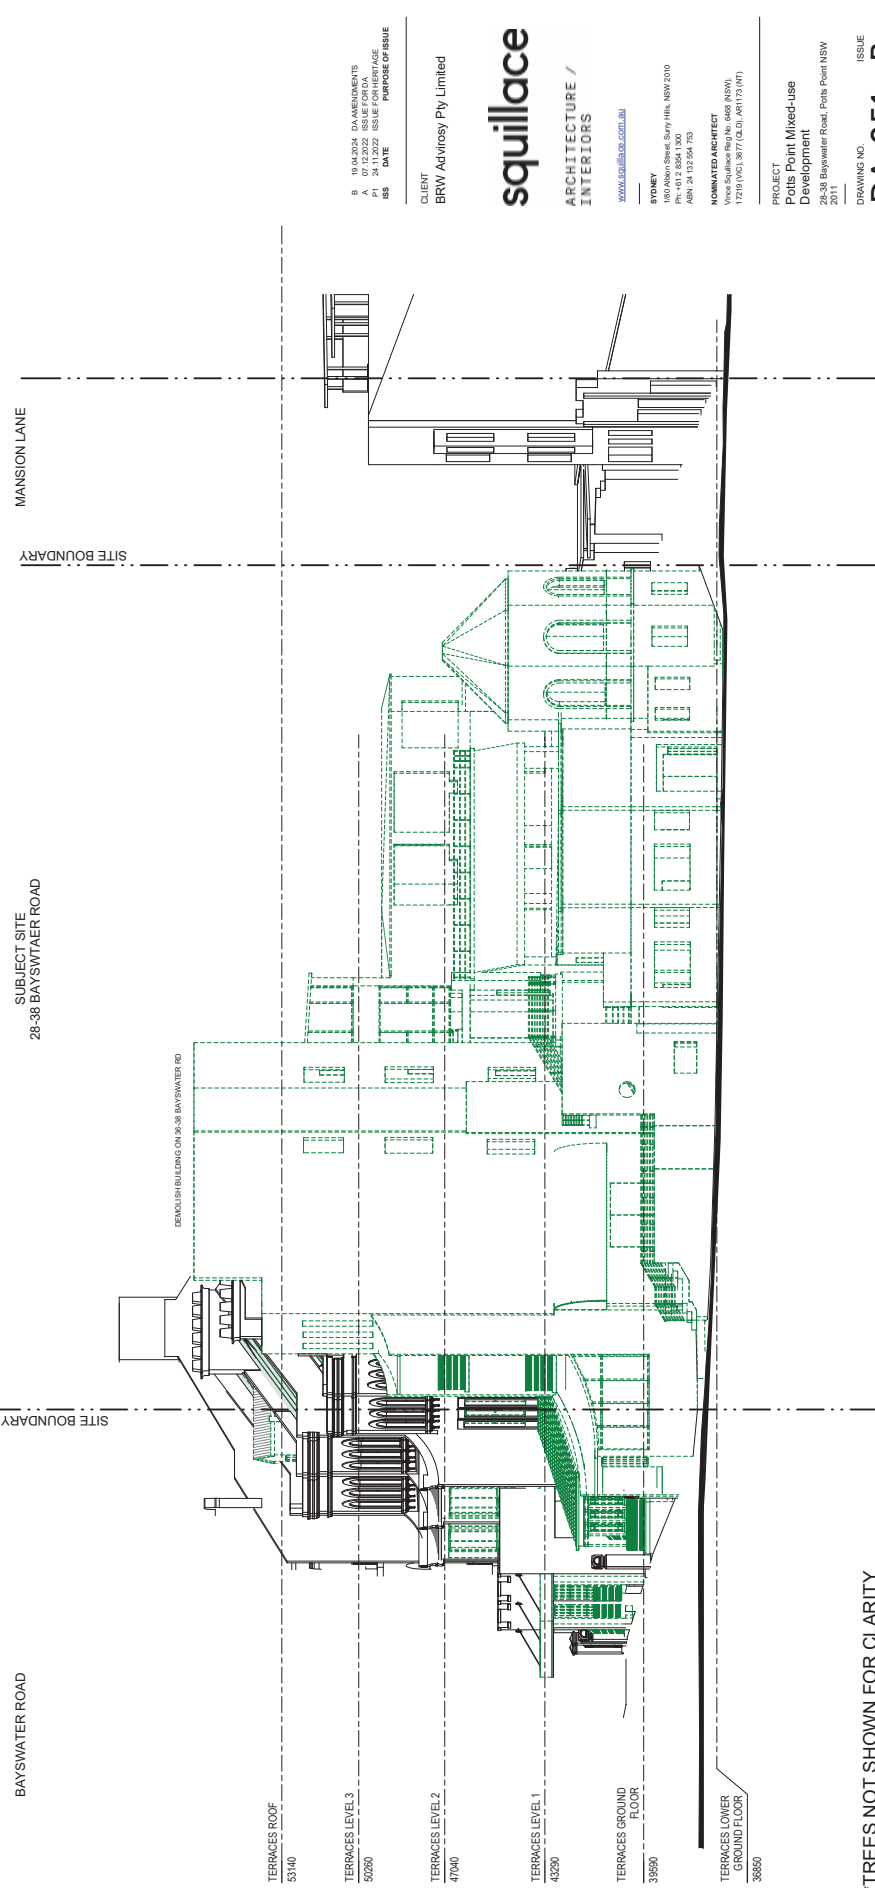 BAYSWATER ROAD
SITE BOUNDARY
SUBJECT SITE
28-38 BAYSWTAER ROAD
SITE BOUNDARY
MANSION LANE
DEMOLISH BUILDING ON 36-38 BAYSWATER RD
TERRACES ROOF
53140
TERRACES LEVEL 3
50260
TERRACES LEVEL 2
47040
TERRACES LEVEL 1
43290
TERRACES GROUND
FLOOR
39590
TERRACES LOWER
GROUND FLOOR
36850
TREES NOT SHOWN FOR CLARITY
B 19.04.2024 DA AMENDMENTS
A 07.12.2022 ISSUE FOR DA
P1 24.11.2022 ISSUE FOR HERITAGE
ISS DATE PURPOSE OF ISSUE
CLIENT
BRW Advirosy Pty Limited
squillace
ARCHITECTURE /
INTERIORS
www.squillace.com.au
SYDNEY
1/80 Albion Street, Surry Hills, NSW 2010
Ph: +61 2 8354 1300
ABN: 24 132 554 753
NOMINATED ARCHITECT
Vince Squillace Reg No. 6468 (NSW),
17219 (VIC), 3677 (QLD), AR1173 (NT)
PROJECT
Potts Point Mixed-use
Development
28-38 Bayswater Road, Potts Point NSW
2011
DRAWING NO. ISSUE